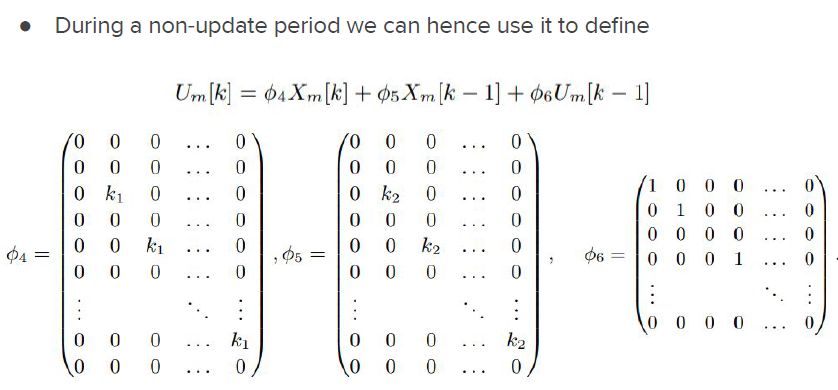 ● During a non-update period we can hence use it to define
Uₘ[k] = ϕ₄Xₘ[k] + ϕ₅Xₘ[k − 1] + ϕ₆Uₘ[k − 1]
ϕ₄ =
0 0 0 … 0
0 0 0 … 0
0 k₁ 0 … 0
0 0 0 … 0
0 0 k₁ … 0
0 0 0 … 0
⋮ ⋱ ⋮
0 0 0 … k₁
0 0 0 … 0
, ϕ₅ =
0 0 0 … 0
0 0 0 … 0
0 k₂ 0 … 0
0 0 0 … 0
0 0 k₂ … 0
0 0 0 … 0
⋮ ⋱ ⋮
0 0 0 … k₂
0 0 0 … 0
, ϕ₆ =
1 0 0 0 … 0
0 1 0 0 … 0
0 0 0 0 … 0
0 0 0 1 … 0
⋮ ⋱ ⋮
0 0 0 0 … 0
.